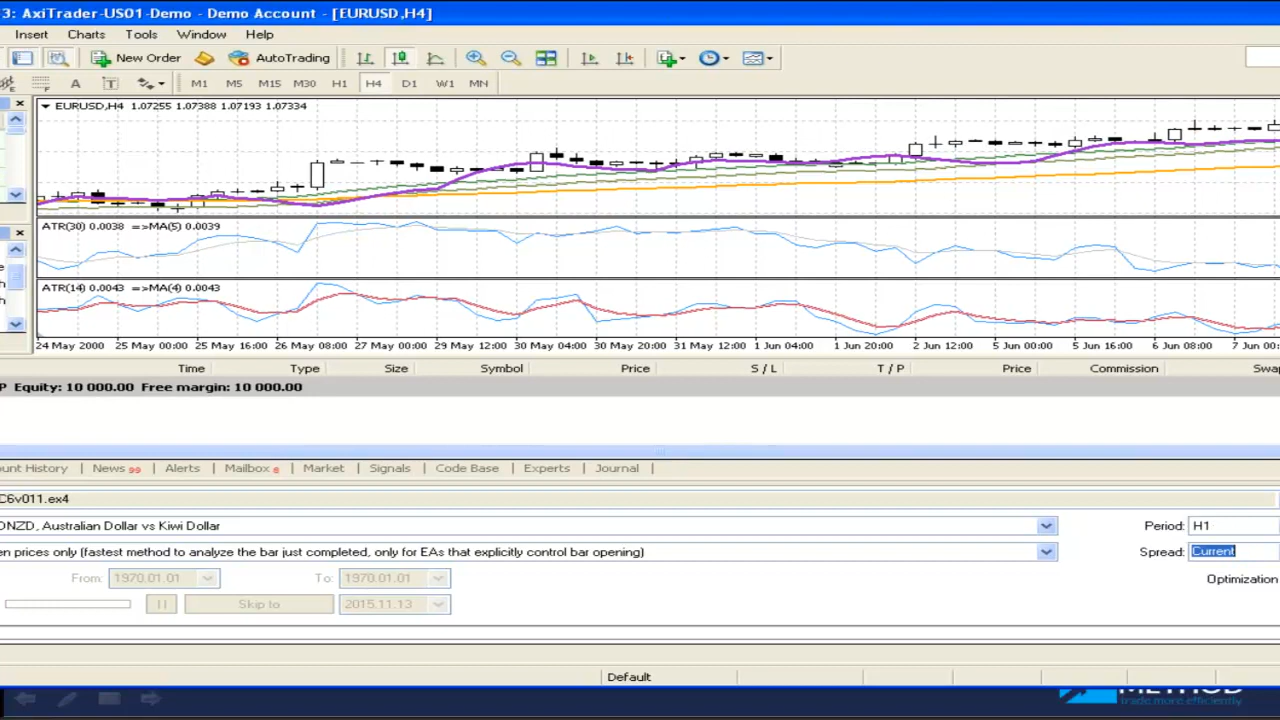 3: AxiTrader-US01-Demo - Demo Account - [EURUSD,H4]
Insert Charts Tools Window Help
New Order AutoTrading
A T M1 M5 M15 M30 H1 H4 D1 W1 MN
EURUSD,H4 1.07255 1.07388 1.07193 1.07334
ATR(30) 0.0038 =>MA(5) 0.0039
ATR(14) 0.0043 =>MA(4) 0.0043
24 May 2000 25 May 00:00 25 May 16:00 26 May 08:00 27 May 00:00 29 May 12:00 30 May 04:00 30 May 20:00 31 May 12:00 1 Jun 04:00 1 Jun 20:00 2 Jun 12:00 5 Jun 00:00 5 Jun 16:00 6 Jun 08:00 7 Jun 00:
Time Type Size Symbol Price S / L T / P Price Commission Swap
P Equity: 10 000.00 Free margin: 10 000.00
ount History | News 99 | Alerts | Mailbox 6 | Market | Signals | Code Base | Experts | Journal |
C6v011.ex4
DNZD, Australian Dollar vs Kiwi Dollar Period: H1
en prices only (fastest method to analyze the bar just completed, only for EAs that explicitly control bar opening) Spread: Current
From: 1970.01.01 To: 1970.01.01 Optimization
Skip to 2015.11.13
Default
METHOD
trade more efficiently